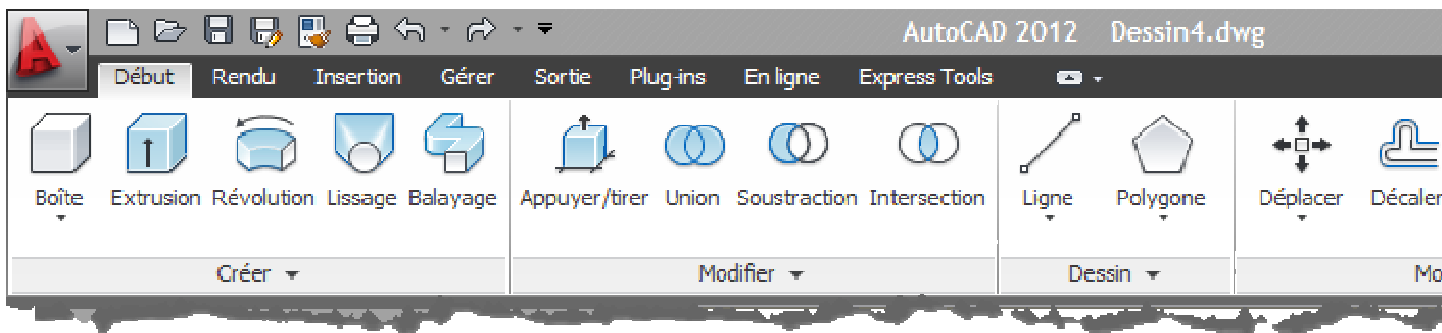 AutoCAD 2012 Dessin4.dwg
Début Rendu Insertion Gérer Sortie Plug-ins En ligne Express Tools
Boîte Extrusion Révolution Lissage Balayage Appuyer/tirer Union Soustraction Intersection Ligne Polygone Déplacer Décaler
Créer Modifier Dessin Mo